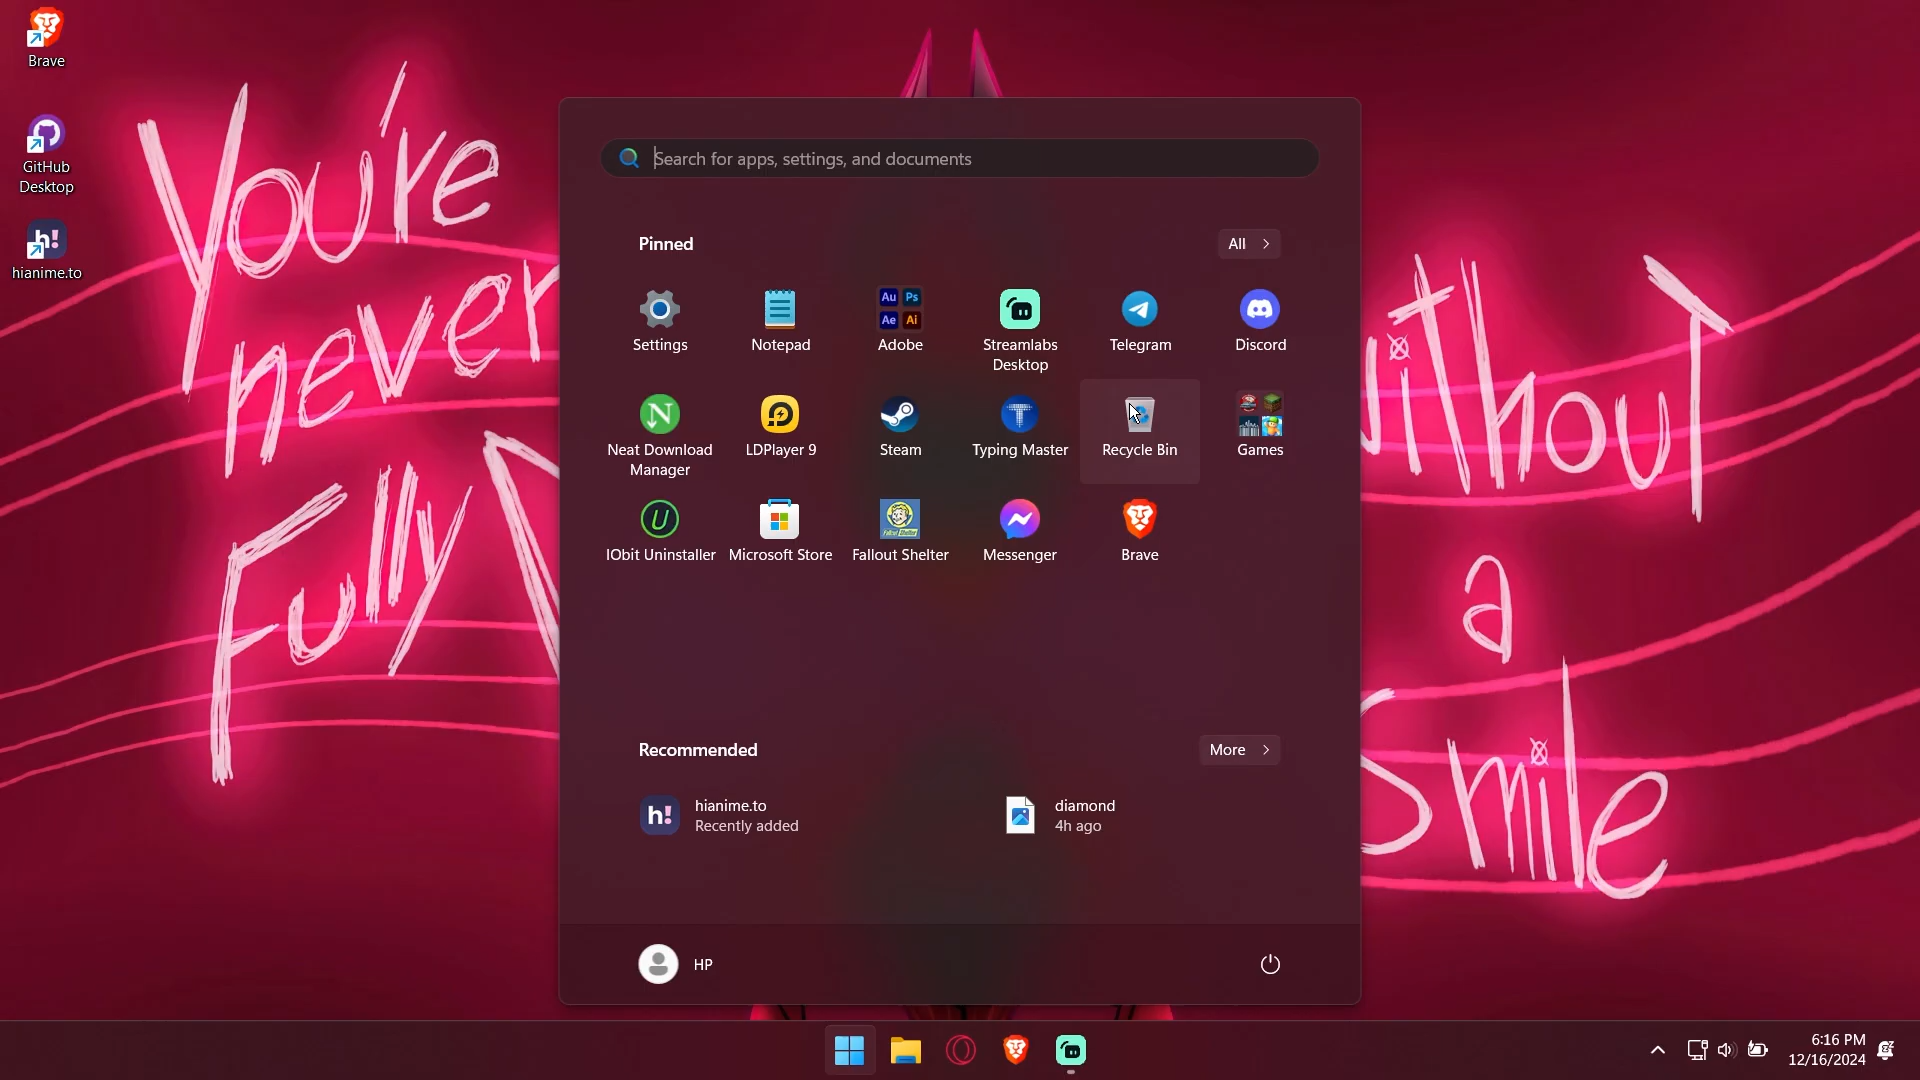 Brave
GitHub
Desktop
h!
hianime.to
You're
never
Fully
Without
a
Smile
Search for apps, settings, and documents
Pinned
All
Settings
Notepad
Au Ps
Ae Ai
Adobe
Streamlabs
Desktop
Telegram
Discord
Neat Download
Manager
LDPlayer 9
Steam
Typing Master
Recycle Bin
Games
IObit Uninstaller
Microsoft Store
Fallout Shelter
Messenger
Brave
Recommended
More
h!
hianime.to
Recently added
diamond
4h ago
HP
6:16 PM
12/16/2024